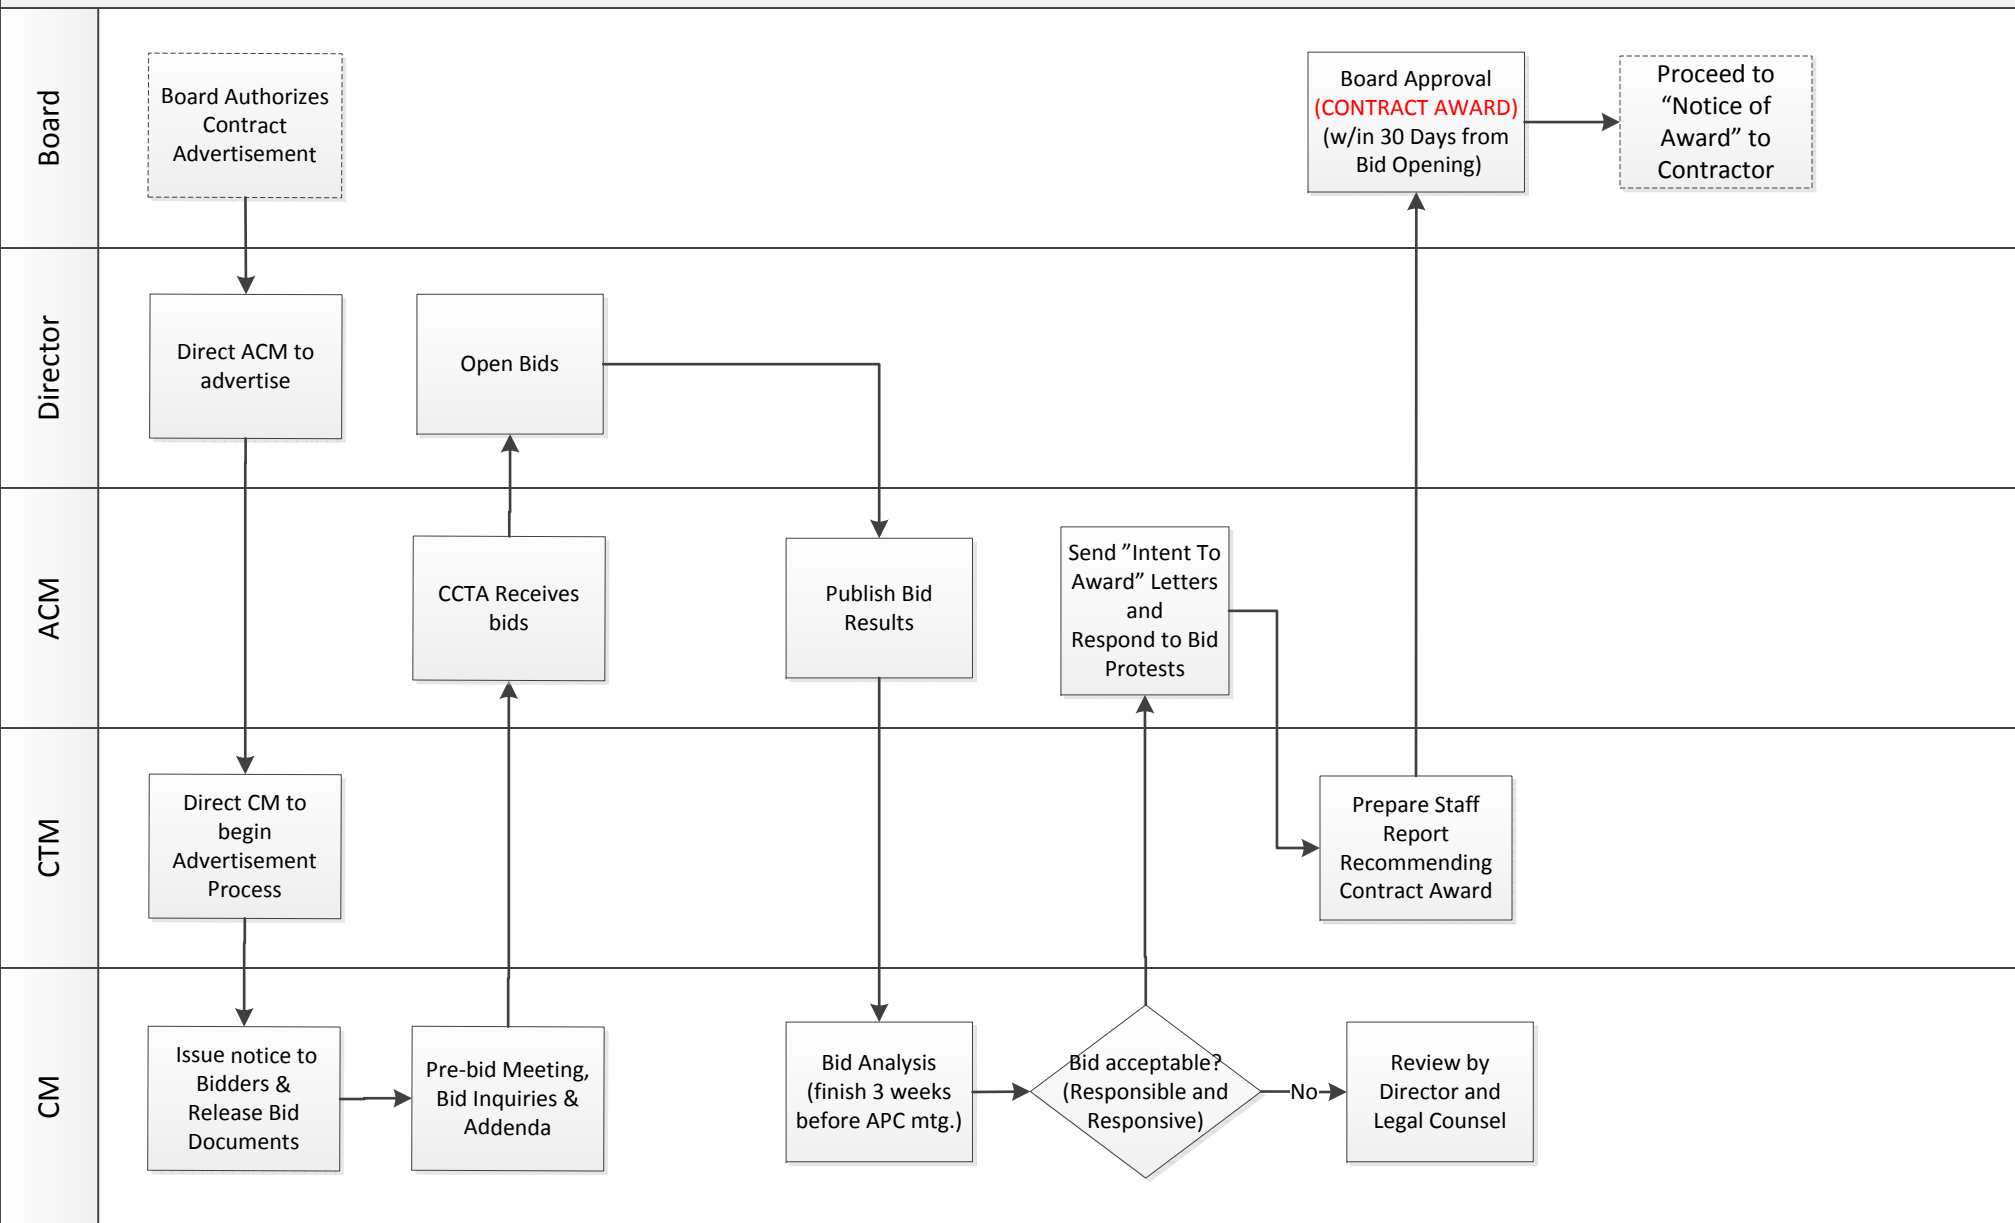 Board
Board Authorizes
Contract
Advertisement
Board Approval
(CONTRACT AWARD)
(w/in 30 Days from
Bid Opening)
Proceed to
“Notice of
Award” to
Contractor
Director
Direct ACM to
advertise
Open Bids
ACM
CCTA Receives
bids
Publish Bid
Results
Send ”Intent To
Award” Letters
and
Respond to Bid
Protests
CTM
Direct CM to
begin
Advertisement
Process
Prepare Staff
Report
Recommending
Contract Award
CM
Issue notice to
Bidders &
Release Bid
Documents
Pre-bid Meeting,
Bid Inquiries &
Addenda
Bid Analysis
(finish 3 weeks
before APC mtg.)
Bid acceptable?
(Responsible and
Responsive)
No
Review by
Director and
Legal Counsel